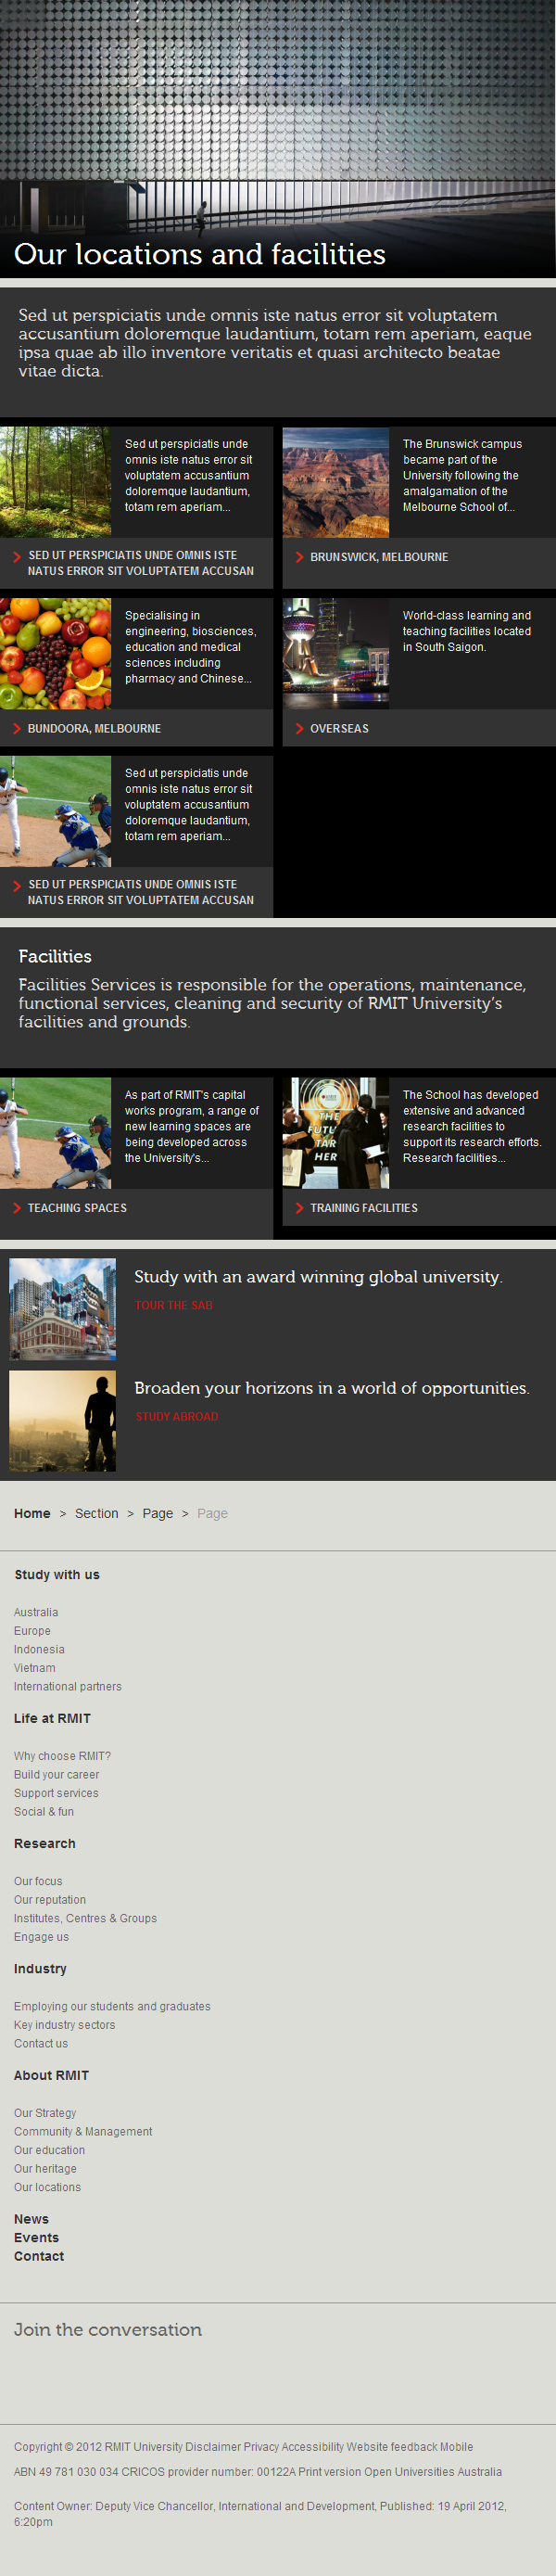 Our locations and facilities
Sed ut perspiciatis unde omnis iste natus error sit voluptatem
accusantium doloremque laudantium, totam rem aperiam, eaque
ipsa quae ab illo inventore veritatis et quasi architecto beatae
vitae dicta.
Sed ut perspiciatis unde
omnis iste natus error sit
voluptatem accusantium
doloremque laudantium,
totam rem aperiam...
SED UT PERSPICIATIS UNDE OMNIS ISTE
NATUS ERROR SIT VOLUPTATEM ACCUSAN
The Brunswick campus
became part of the
University following the
amalgamation of the
Melbourne School of...
BRUNSWICK, MELBOURNE
Specialising in
engineering, biosciences,
education and medical
sciences including
pharmacy and Chinese...
BUNDOORA, MELBOURNE
World-class learning and
teaching facilities located
in South Saigon.
OVERSEAS
Sed ut perspiciatis unde
omnis iste natus error sit
voluptatem accusantium
doloremque laudantium,
totam rem aperiam...
SED UT PERSPICIATIS UNDE OMNIS ISTE
NATUS ERROR SIT VOLUPTATEM ACCUSAN
Facilities
Facilities Services is responsible for the operations, maintenance,
functional services, cleaning and security of RMIT University's
facilities and grounds.
As part of RMIT's capital
works program, a range of
new learning spaces are
being developed across
the University's...
TEACHING SPACES
THE
FUTU
TAR
HER
The School has developed
extensive and advanced
research facilities to
support its research efforts.
Research facilities...
TRAINING FACILITIES
Study with an award winning global university.
TOUR THE SAB
Broaden your horizons in a world of opportunities.
STUDY ABROAD
Home > Section > Page > Page
Study with us
Australia
Europe
Indonesia
Vietnam
International partners
Life at RMIT
Why choose RMIT?
Build your career
Support services
Social & fun
Research
Our focus
Our reputation
Institutes, Centres & Groups
Engage us
Industry
Employing our students and graduates
Key industry sectors
Contact us
About RMIT
Our Strategy
Community & Management
Our education
Our heritage
Our locations
News
Events
Contact
Join the conversation
Copyright © 2012 RMIT University Disclaimer Privacy Accessibility Website feedback Mobile
ABN 49 781 030 034 CRICOS provider number: 00122A Print version Open Universities Australia
Content Owner: Deputy Vice Chancellor, International and Development, Published: 19 April 2012,
6:20pm